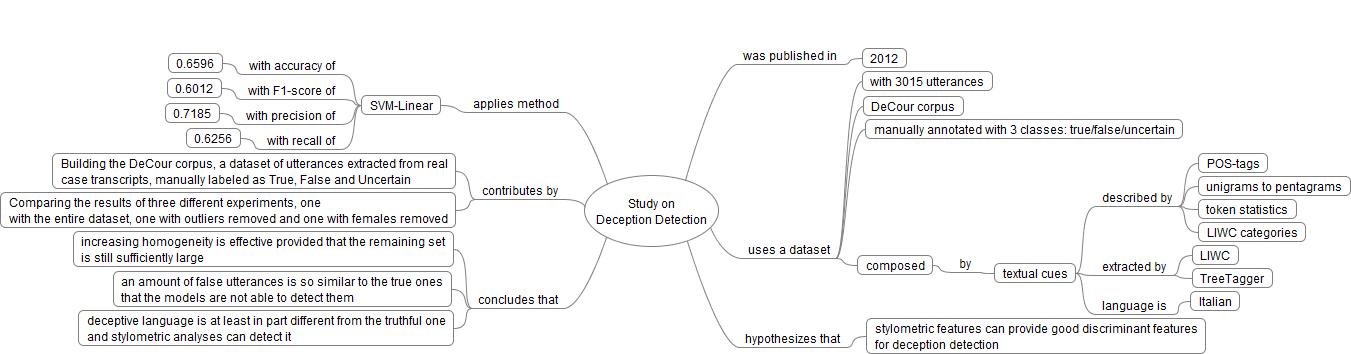 Study on
Deception Detection
applies method
SVM-Linear
with accuracy of
0.6596
with F1-score of
0.6012
with precision of
0.7185
with recall of
0.6256
contributes by
Building the DeCour corpus, a dataset of utterances extracted from real
case transcripts, manually labeled as True, False and Uncertain
Comparing the results of three different experiments, one
with the entire dataset, one with outliers removed and one with females removed
concludes that
increasing homogeneity is effective provided that the remaining set
is still sufficiently large
an amount of false utterances is so similar to the true ones
that the models are not able to detect them
deceptive language is at least in part different from the truthful one
and stylometric analyses can detect it
was published in
2012
uses a dataset
with 3015 utterances
DeCour corpus
manually annotated with 3 classes: true/false/uncertain
composed
by
textual cues
described by
POS-tags
unigrams to pentagrams
token statistics
LIWC categories
extracted by
LIWC
TreeTagger
language is
Italian
hypothesizes that
stylometric features can provide good discriminant features
for deception detection